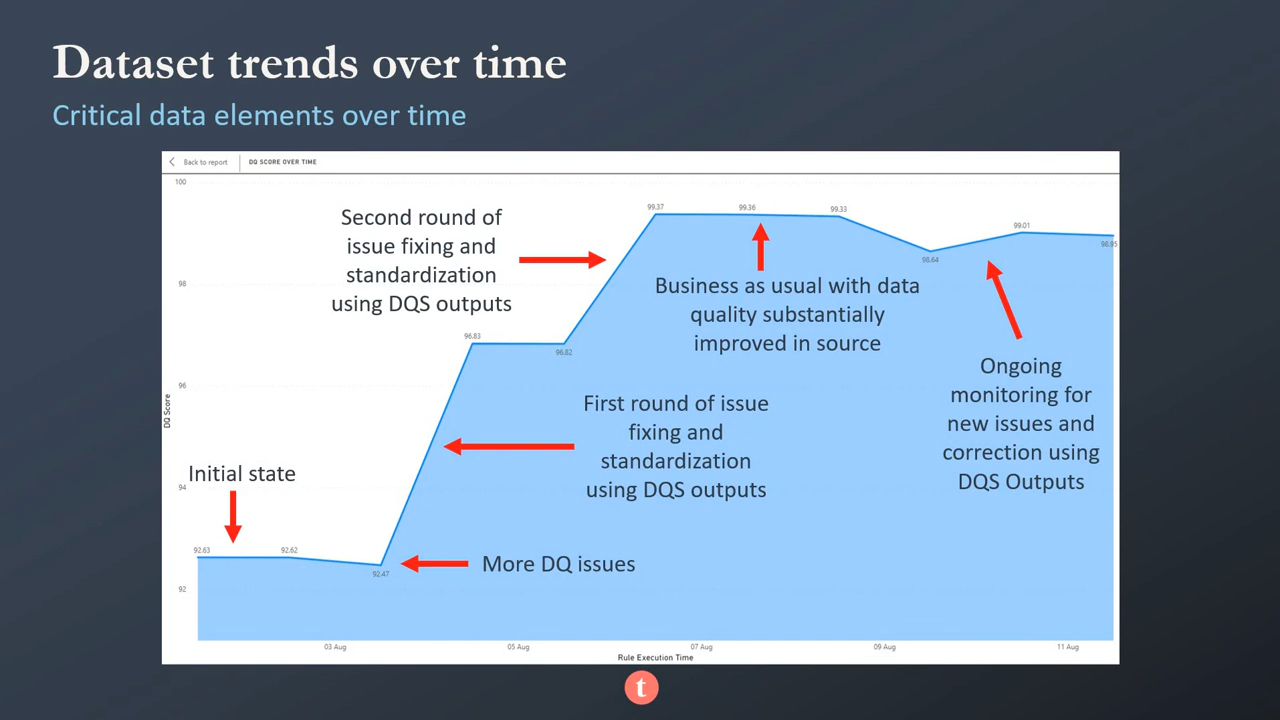 Dataset trends over time
Critical data elements over time
Back to report
DQ SCORE OVER TIME
100
98
96
94
92
DQ Score
Second round of
issue fixing and
standardization
using DQS outputs
99.37
99.36
99.33
98.64
99.01
98.95
Business as usual with data
quality substantially
improved in source
96.83
96.82
Ongoing
monitoring for
new issues and
correction using
DQS Outputs
First round of issue
fixing and
standardization
using DQS outputs
Initial state
92.63
92.62
92.47
More DQ issues
03 Aug
05 Aug
07 Aug
09 Aug
11 Aug
Rule Execution Time
t